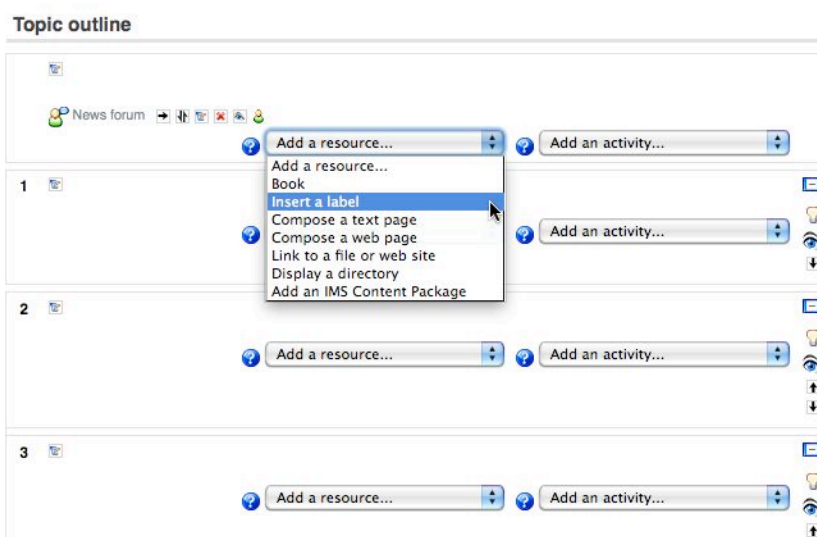 Topic outline
News forum
Add a resource... Add an activity...
Add a resource...
Book
Insert a label
Compose a text page
Compose a web page
Link to a file or web site
Display a directory
Add an IMS Content Package
1
Add an activity...
2
Add a resource... Add an activity...
3
Add a resource... Add an activity...